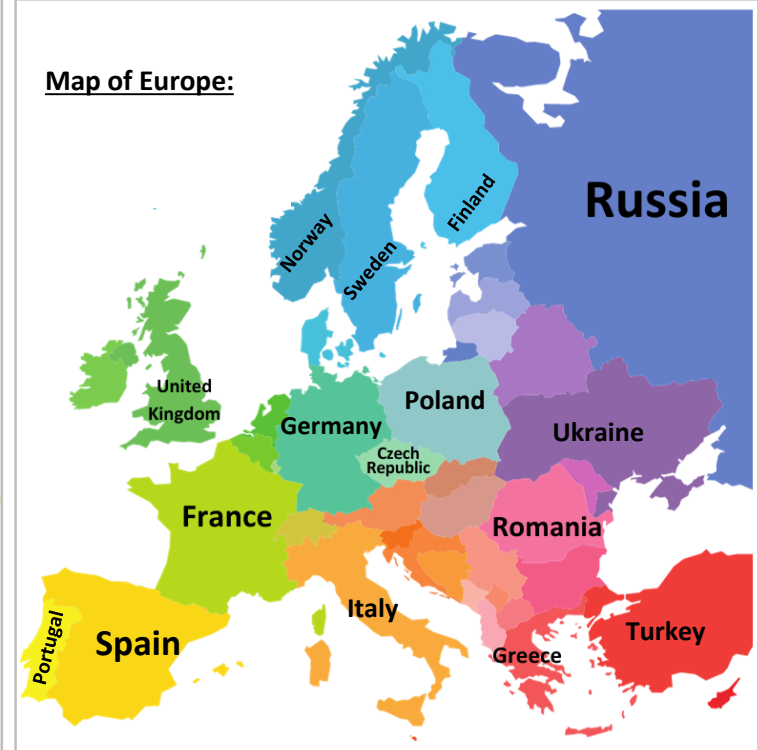 Map of Europe:
Russia
Finland
Norway
Sweden
United
Kingdom
Poland
Germany
Ukraine
Czech
Republic
France
Romania
Italy
Portugal
Spain
Turkey
Greece